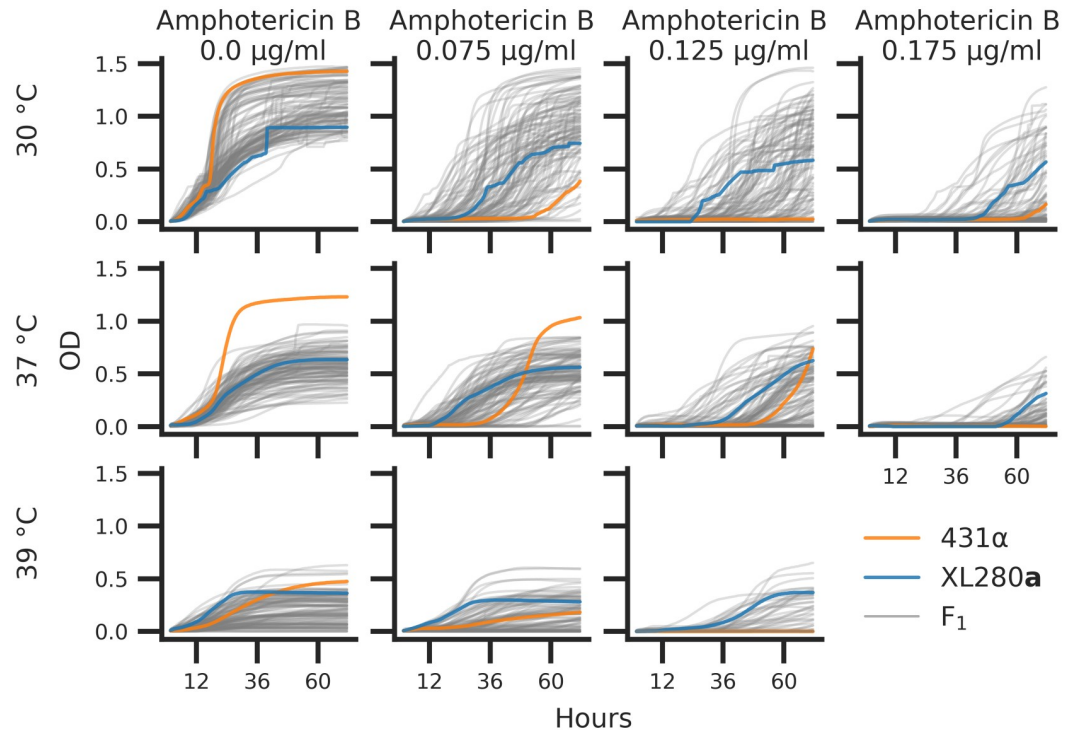 Amphotericin B 0.0 µg/ml
Amphotericin B 0.075 µg/ml
Amphotericin B 0.125 µg/ml
Amphotericin B 0.175 µg/ml
30 °C
1.5
1.0
0.5
0.0
37 °C
OD
1.5
1.0
0.5
0.0
12 36 60
39 °C
1.5
1.0
0.5
0.0
12 36 60
12 36 60
12 36 60
Hours
431α
XL280a
F₁